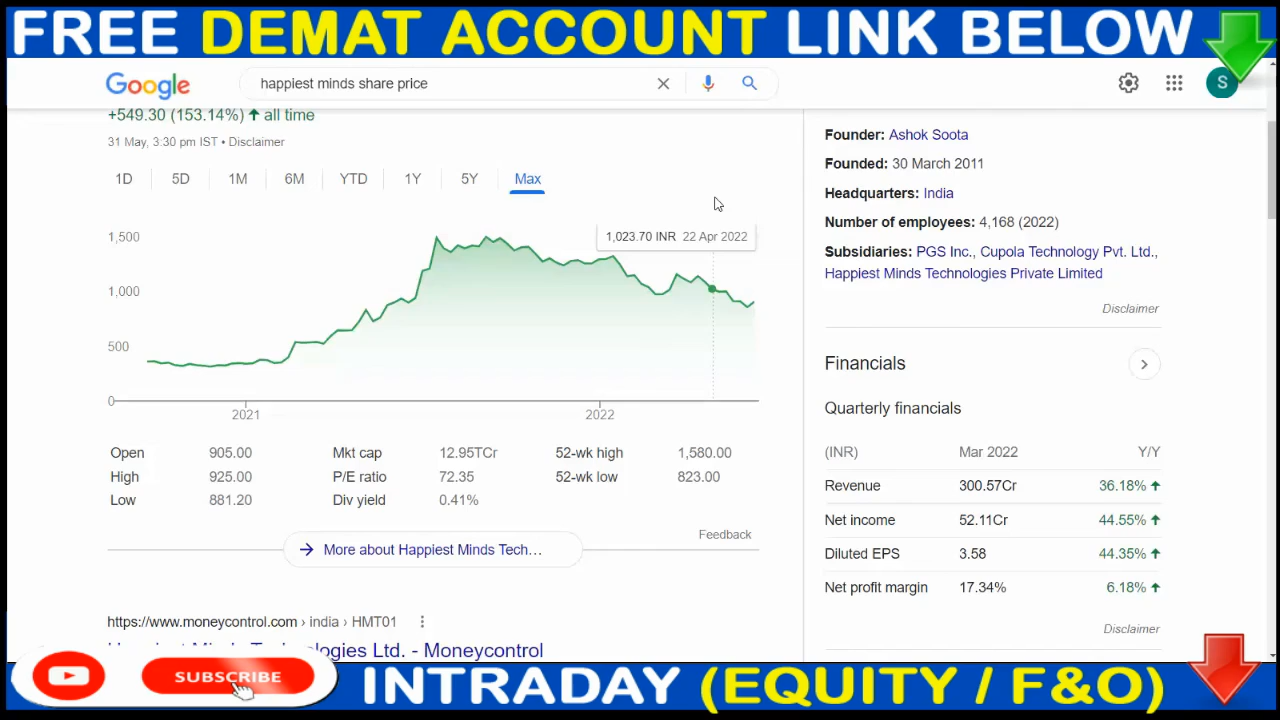 FREE DEMAT ACCOUNT LINK BELOW
Google
happiest minds share price
S
+549.30 (153.14%) ↑ all time
31 May, 3:30 pm IST • Disclaimer
1D 5D 1M 6M YTD 1Y 5Y Max
1,023.70 INR 22 Apr 2022
1,500
1,000
500
0
2021 2022
Open 905.00 Mkt cap 12.95TCr 52-wk high 1,580.00
High 925.00 P/E ratio 72.35 52-wk low 823.00
Low 881.20 Div yield 0.41%
Feedback
→ More about Happiest Minds Tech…
https://www.moneycontrol.com › india › HMT01
Happiest Minds Technologies Ltd. - Moneycontrol
Founder: Ashok Soota
Founded: 30 March 2011
Headquarters: India
Number of employees: 4,168 (2022)
Subsidiaries: PGS Inc., Cupola Technology Pvt. Ltd.,
Happiest Minds Technologies Private Limited
Disclaimer
Financials
Quarterly financials
(INR) Mar 2022 Y/Y
Revenue 300.57Cr 36.18% ↑
Net income 52.11Cr 44.55% ↑
Diluted EPS 3.58 44.35% ↑
Net profit margin 17.34% 6.18% ↑
Disclaimer
SUBSCRIBE
INTRADAY (EQUITY / F&O)